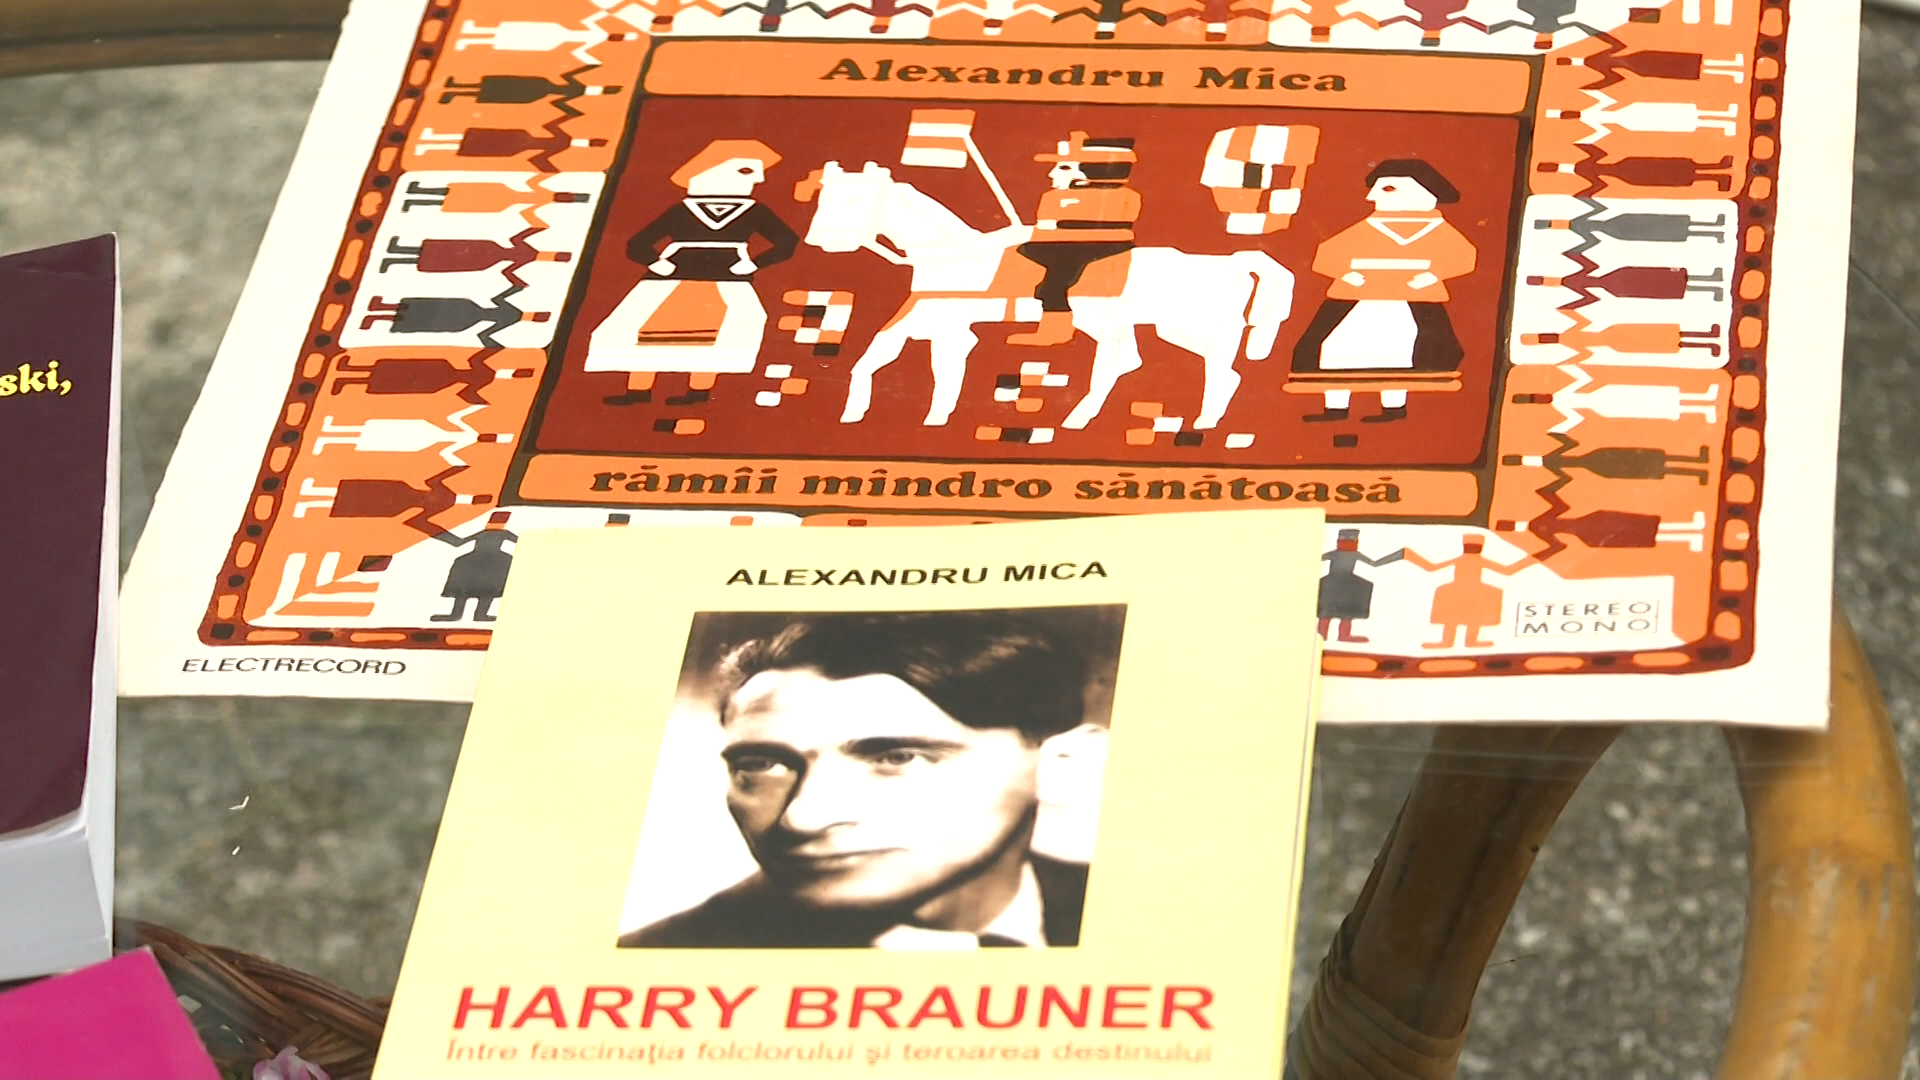 Alexandru Mica
ski,
rămîi mîndro sănătoasă
STEREO
MONO
ELECTRECORD
ALEXANDRU MICA
HARRY BRAUNER
Între fascinaţia folclorului şi teroarea destinului